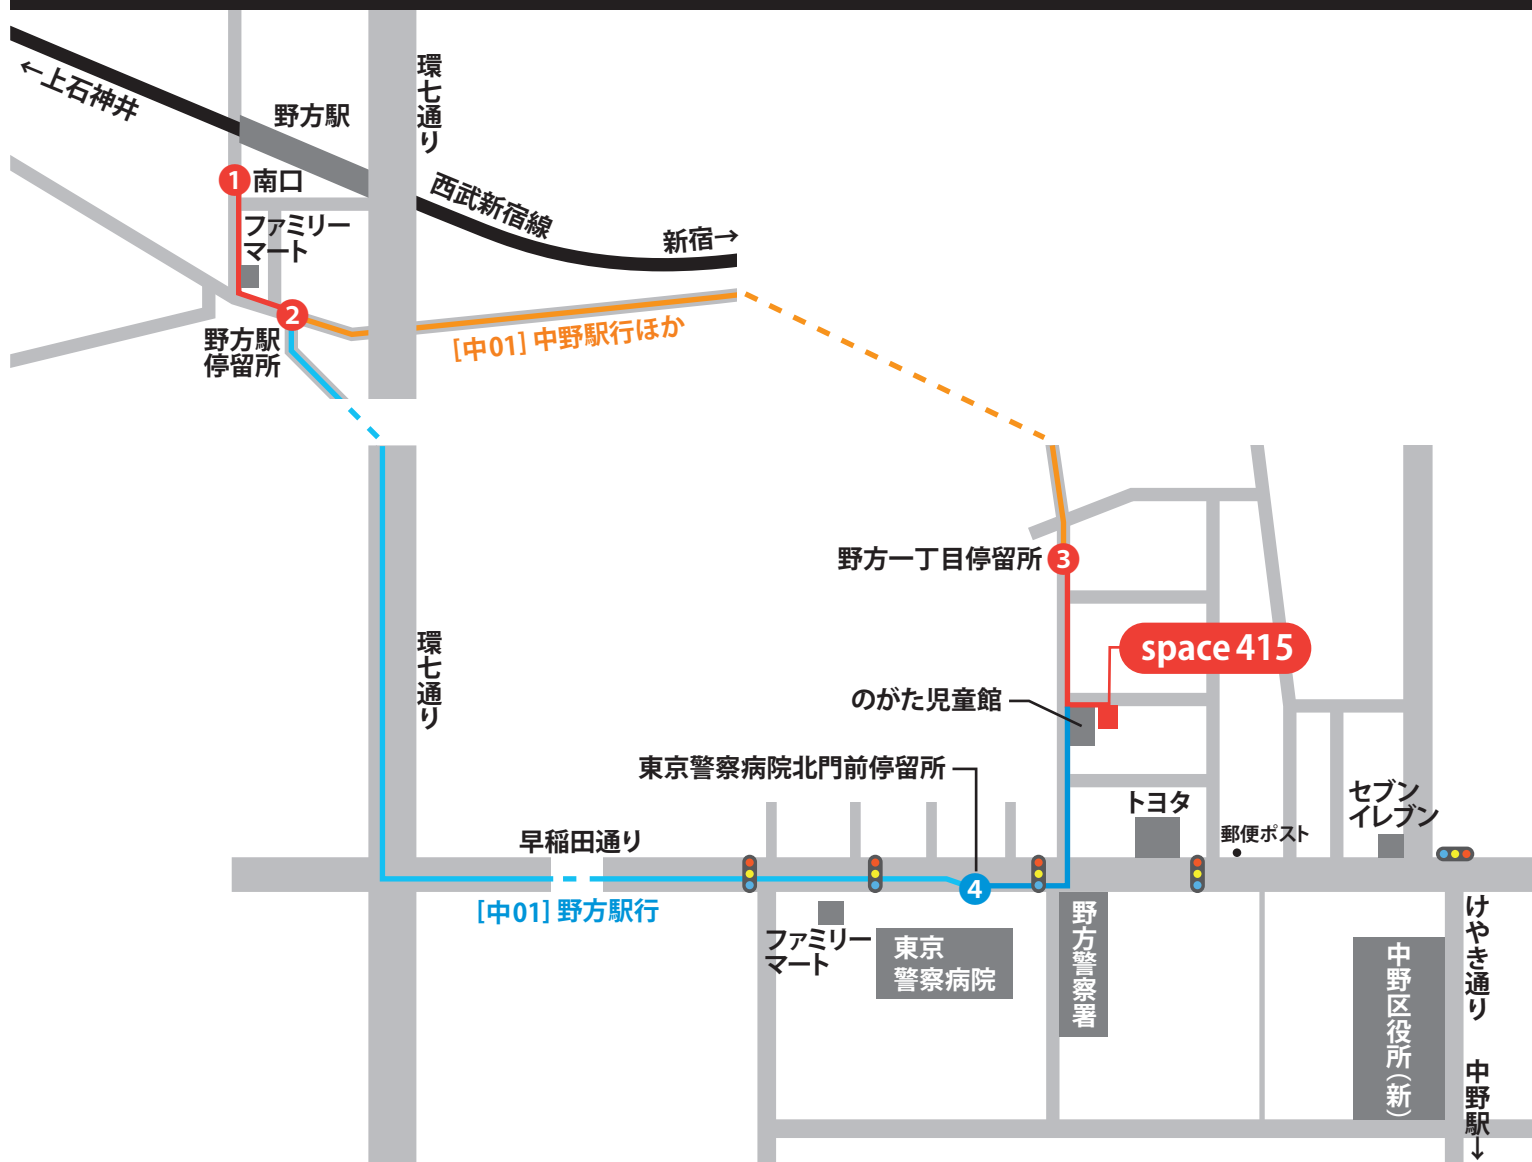 ←上石神井
野方駅
環七通り
1
南口
西武新宿線
新宿→
ファミリー
マート
2
野方駅
停留所
[中01] 中野駅行ほか
野方一丁目停留所
3
環七通り
space 415
のがた児童館
東京警察病院北門前停留所
トヨタ
セブン
イレブン
早稲田通り
郵便ポスト
4
[中01] 野方駅行
ファミリー
マート
東京
警察病院
野方警察署
中野区役所(新)
けやき通り
中野駅→